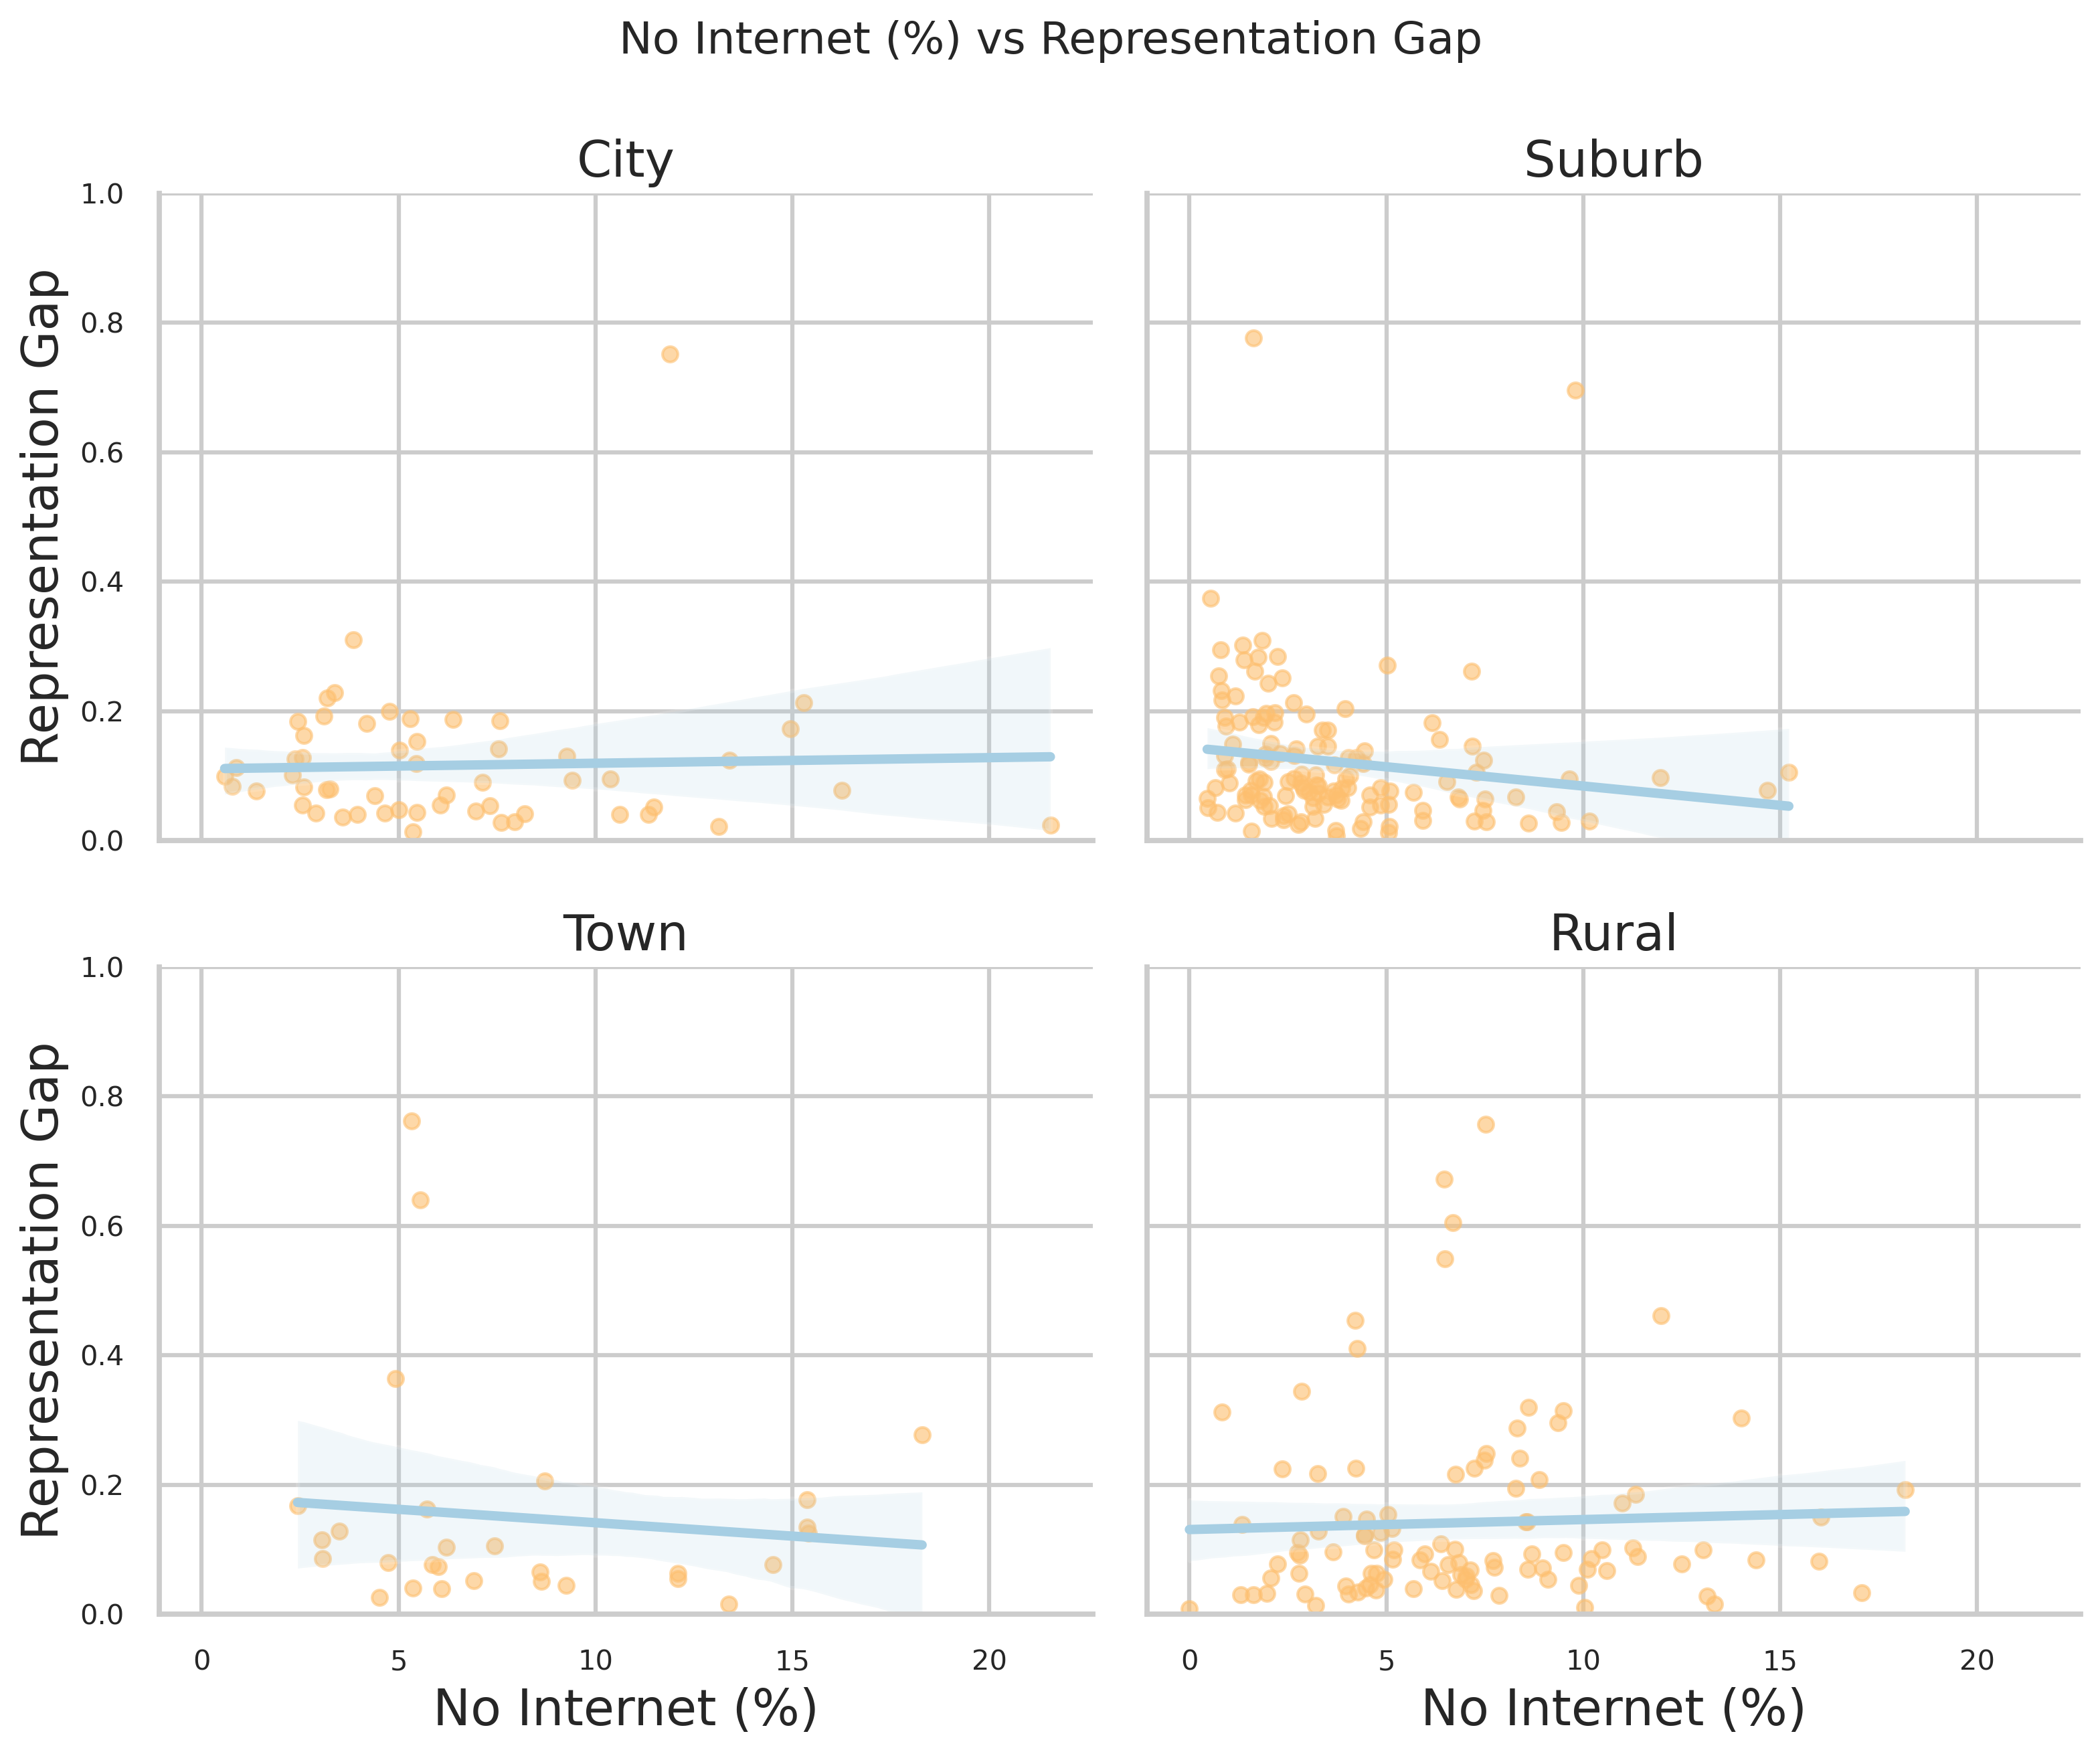 No Internet (%) vs Representation Gap
City
Suburb
1.0
0.8
0.6
0.4
0.2
0.0
Representation Gap
Town
Rural
1.0
0.8
0.6
0.4
0.2
0.0
Representation Gap
0 5 10 15 20
0 5 10 15 20
No Internet (%)
No Internet (%)